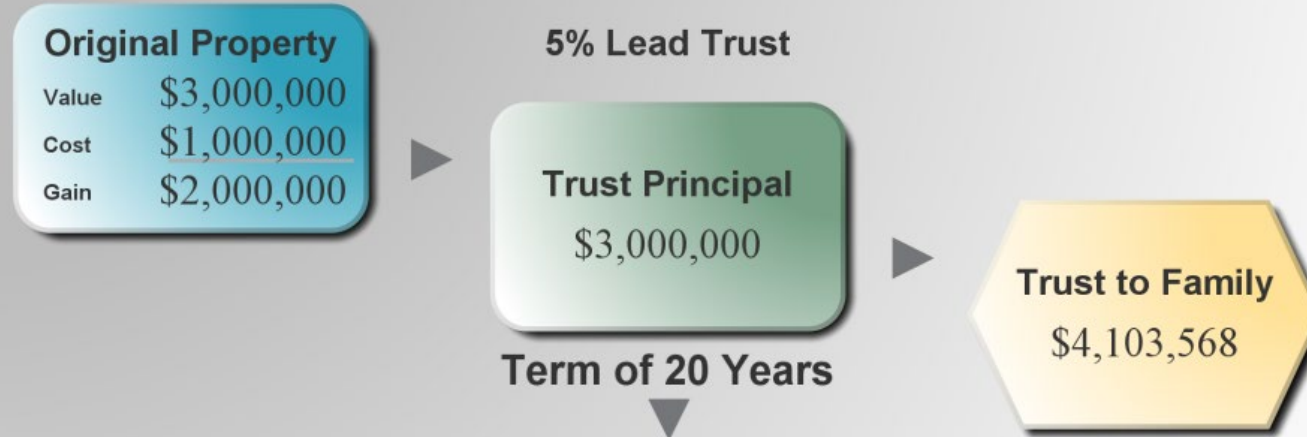 Original Property
Value $3,000,000
Cost $1,000,000
Gain $2,000,000
5% Lead Trust
Trust Principal
$3,000,000
Term of 20 Years
Trust to Family
$4,103,568